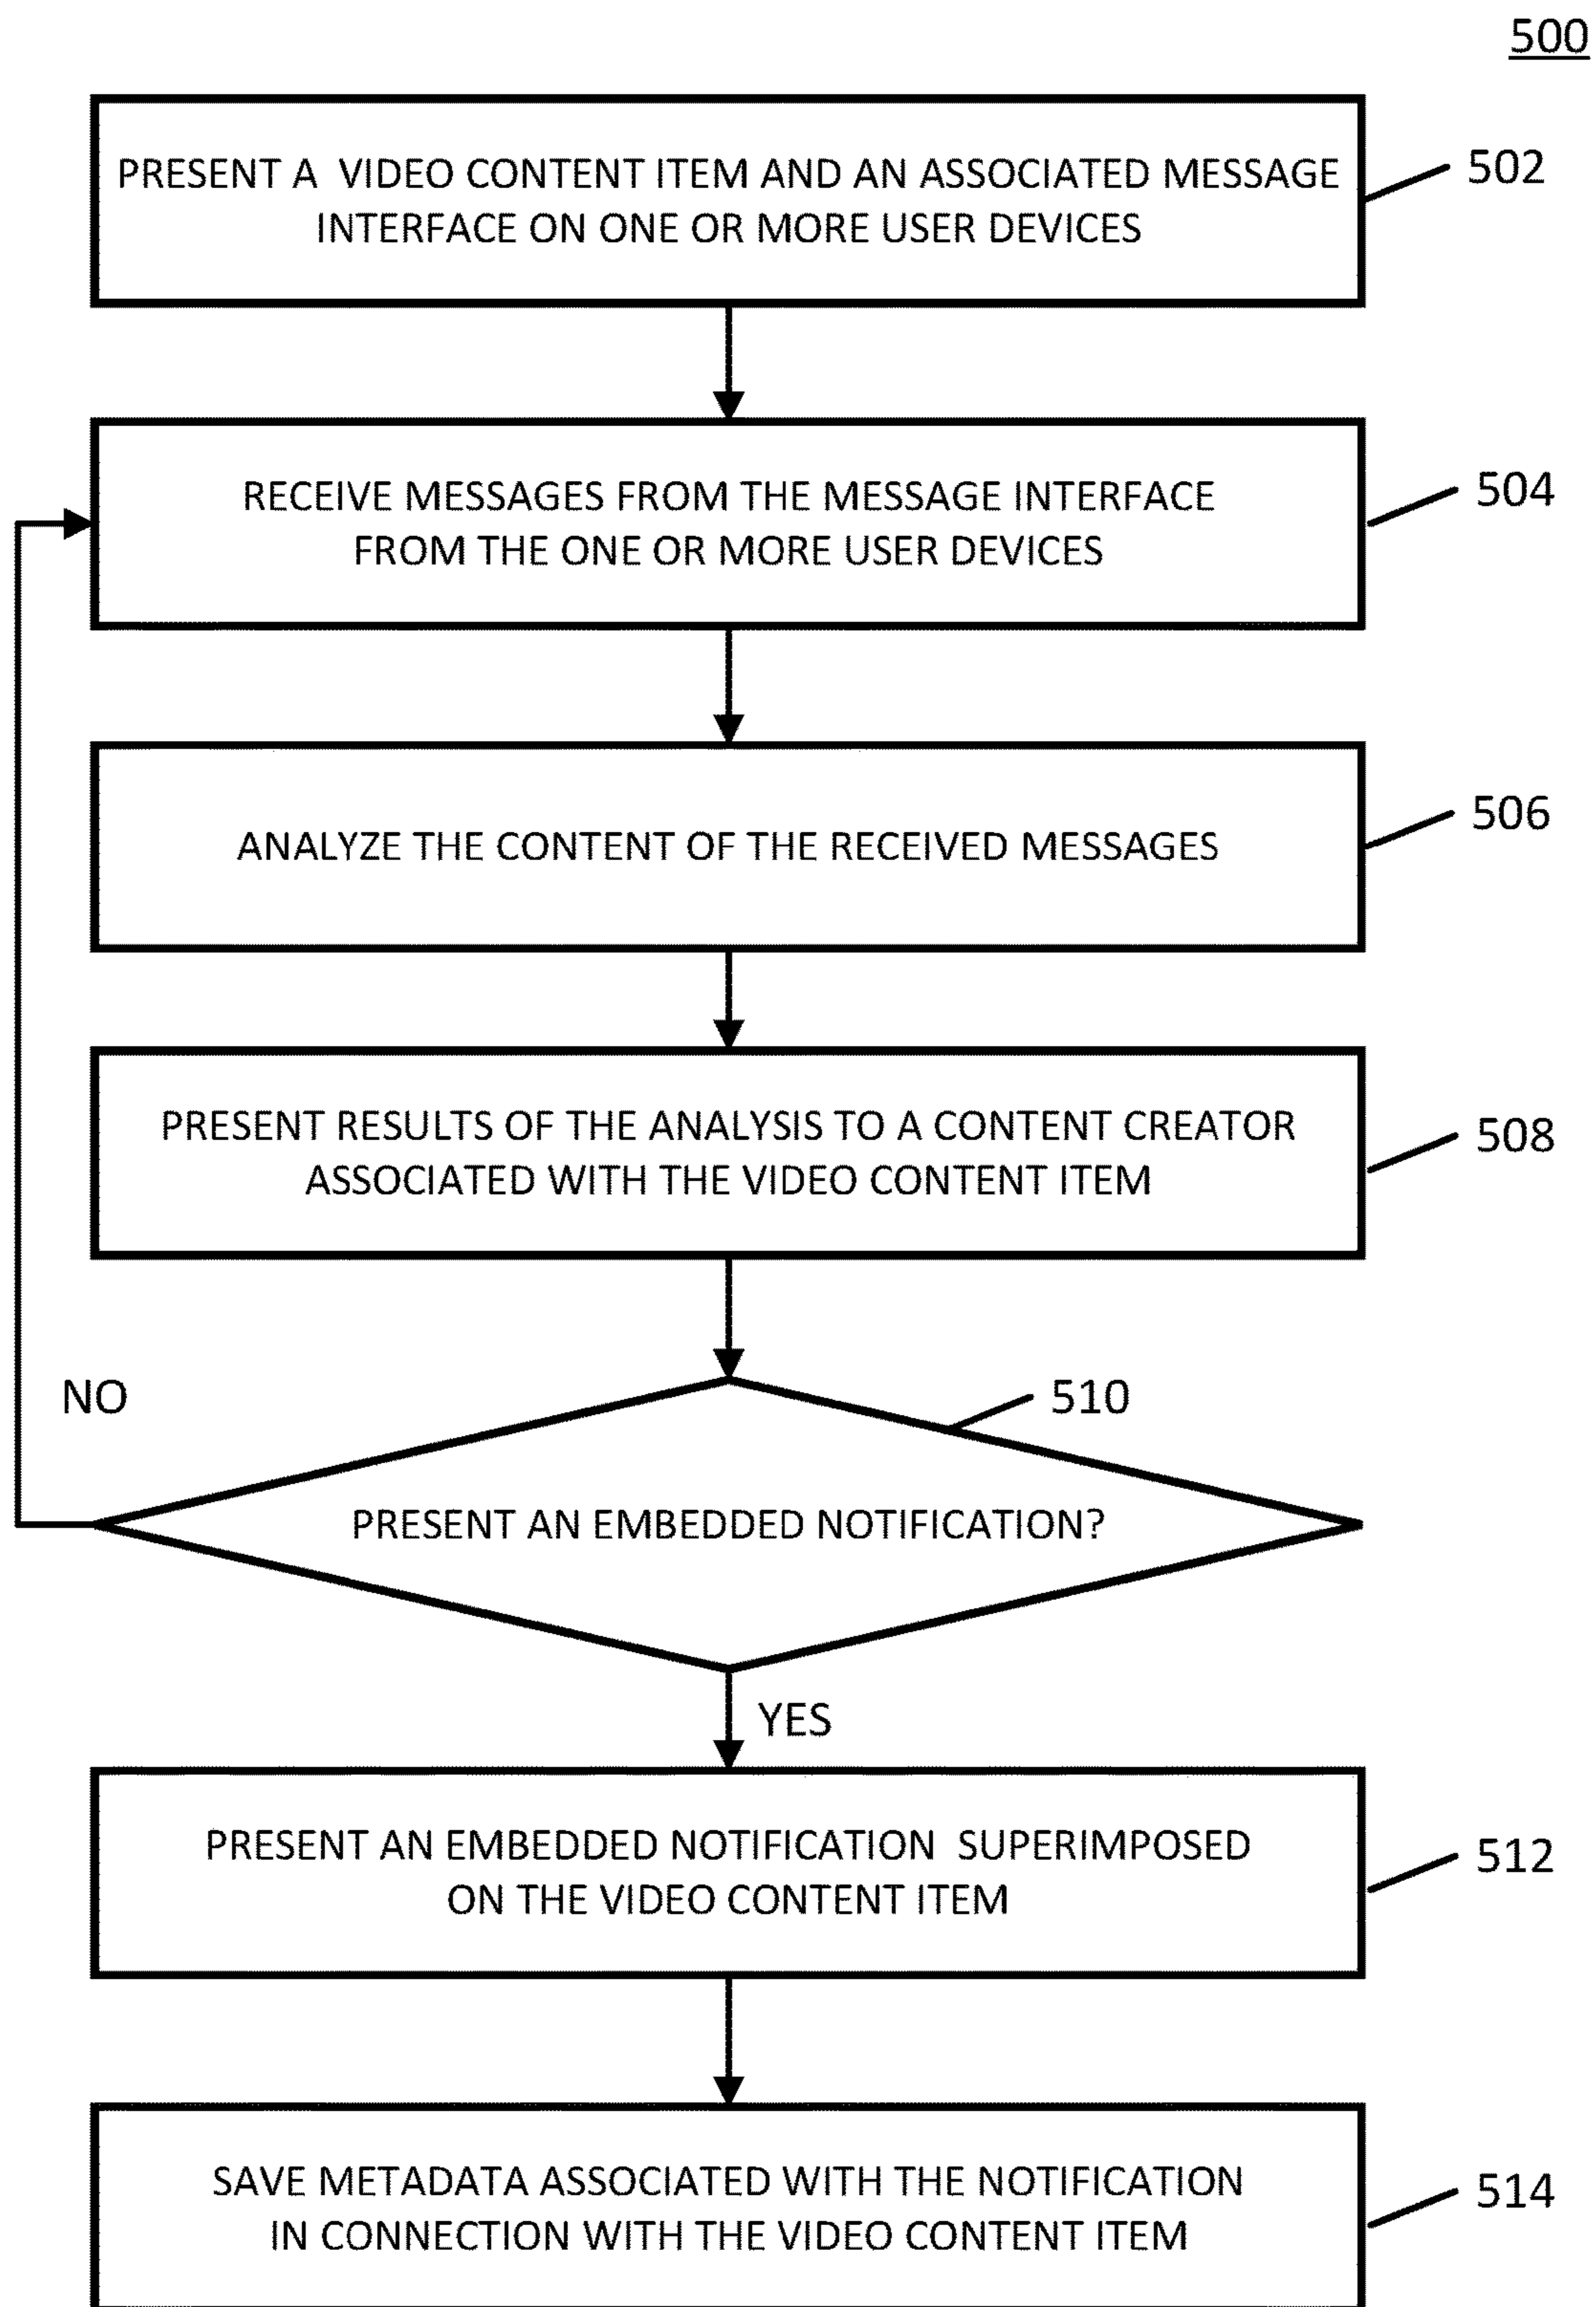 500
PRESENT A VIDEO CONTENT ITEM AND AN ASSOCIATED MESSAGE
INTERFACE ON ONE OR MORE USER DEVICES
502
RECEIVE MESSAGES FROM THE MESSAGE INTERFACE
FROM THE ONE OR MORE USER DEVICES
504
ANALYZE THE CONTENT OF THE RECEIVED MESSAGES
506
PRESENT RESULTS OF THE ANALYSIS TO A CONTENT CREATOR
ASSOCIATED WITH THE VIDEO CONTENT ITEM
508
NO
510
PRESENT AN EMBEDDED NOTIFICATION?
YES
PRESENT AN EMBEDDED NOTIFICATION SUPERIMPOSED
ON THE VIDEO CONTENT ITEM
512
SAVE METADATA ASSOCIATED WITH THE NOTIFICATION
IN CONNECTION WITH THE VIDEO CONTENT ITEM
514